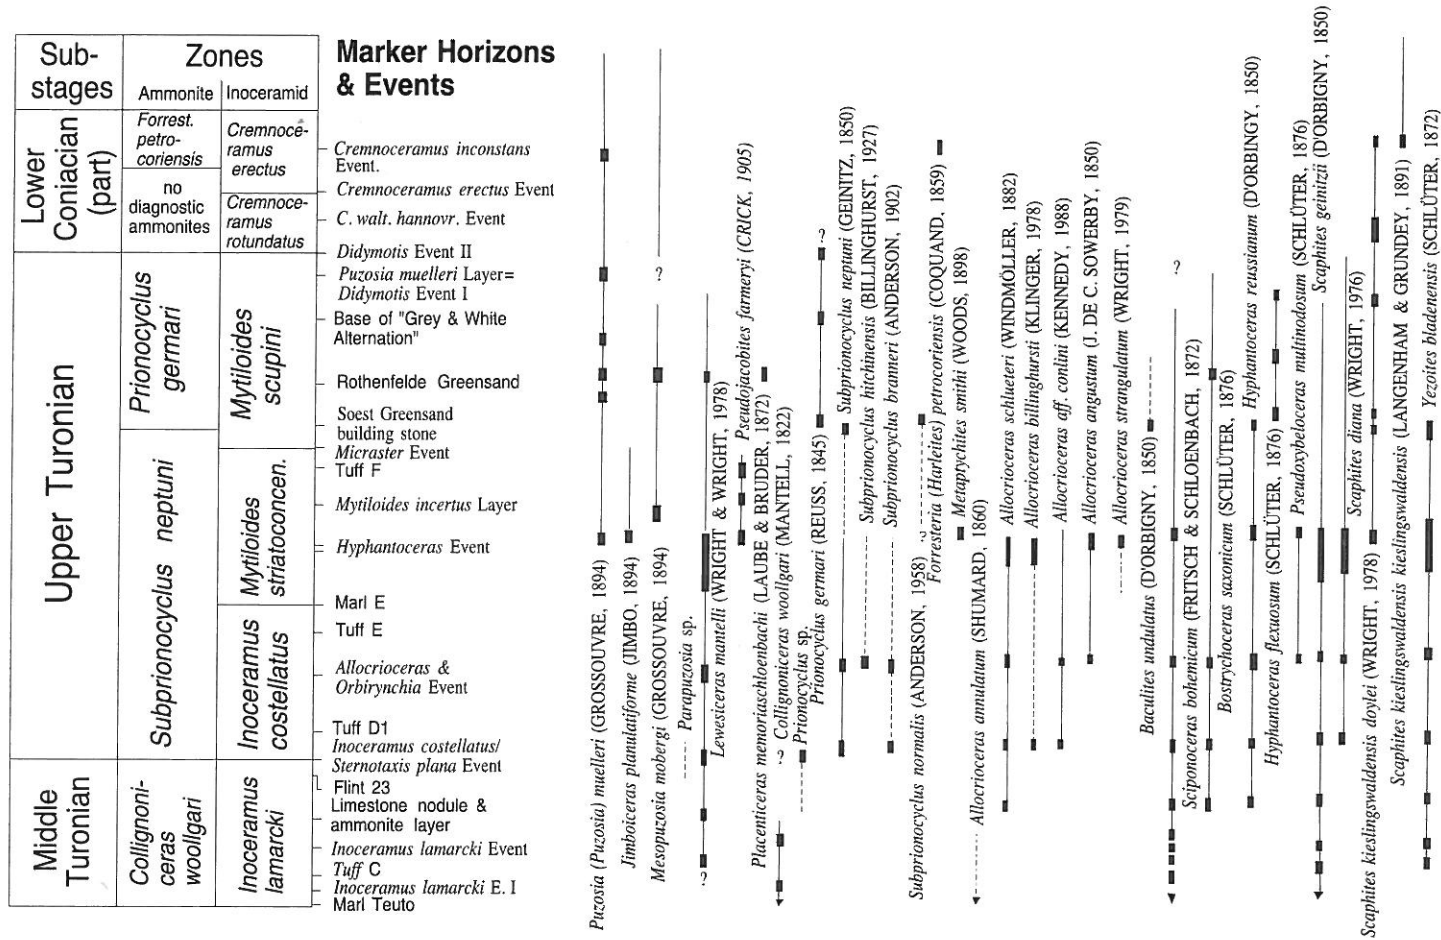 Sub-
stages
Zones
Ammonite
Inoceramid
Marker Horizons
& Events
Lower
Coniacian
(part)
Forrest.
petro-
coriensis
no
diagnostic
ammonites
Cremnoce-
ramus
erectus
Cremnoce-
ramus
rotundatus
Upper Turonian
Prionocyclus
germari
Subprionocyclus neptuni
Mytiloides
scupini
Mytiloides
striatoconcen.
Inoceramus
costellatus
Middle
Turonian
Collignoni-
ceras
woollgari
Inoceramus
lamarcki
Cremnoceramus inconstans
Event.
Cremnoceramus erectus Event
C. walt. hannovr. Event
Didymotis Event II
Puzosia muelleri Layer=
Didymotis Event I
Base of "Grey & White
Alternation"
Rothenfelde Greensand
Soest Greensand
building stone
Micraster Event
Tuff F
Mytiloides incertus Layer
Hyphantoceras Event
Marl E
Tuff E
Allocrioceras &
Orbirynchia Event
Tuff D1
Inoceramus costellatus/
Sternotaxis plana Event
Flint 23
Limestone nodule &
ammonite layer
Inoceramus lamarcki Event
Tuff C
Inoceramus lamarcki E. I
Marl Teuto
Puzosia (Puzosia) muelleri (GROSSOUVRE, 1894)
Jimboiceras planulatiforme (JIMBO, 1894)
Mesopuzosia mobergi (GROSSOUVRE, 1894)
?
Parapuzosia sp.
Lewesiceras mantelli (WRIGHT & WRIGHT, 1978)
?
Pseudojacobites farmeryi (CRICK, 1905)
Placenticeras memoriaschloenbachi (LAUBE & BRUDER, 1872)
? Collignoniceras woollgari (MANTELL, 1822)
Prionocyclus sp.
Prionocyclus germari (REUSS, 1845)
?
Subprionocyclus neptuni (GEINITZ, 1850)
Subprionocyclus hitchinensis (BILLINGHURST, 1927)
Subprionocyclus branneri (ANDERSON, 1902)
Subprionocyclus normalis (ANDERSON, 1958)
Forresteria (Harleites) petrocoriensis (COQUAND, 1859)
Metaptychites smithi (WOODS, 1898)
Allocrioceras annulatum (SHUMARD, 1860)
Allocrioceras schlueteri (WINDMÖLLER, 1882)
Allocrioceras billinghursti (KLINGER, 1978)
Allocrioceras aff. conlini (KENNEDY, 1988)
Allocrioceras angustum (J. DE C. SOWERBY, 1850)
Allocrioceras strangulatum (WRIGHT. 1979)
Baculites undulatus (D'ORBIGNY, 1850)
?
Sciponoceras bohemicum (FRITSCH & SCHLOENBACH, 1872)
Bostrychoceras saxonicum (SCHLÜTER, 1876)
Hyphantoceras reussianum (D'ORBINGY, 1850)
Hyphantoceras flexuosum (SCHLÜTER, 1876)
Pseudoxybeloceras multinodosum (SCHLÜTER, 1876)
Scaphites geinitzii (D'ORBIGNY, 1850)
Scaphites diana (WRIGHT, 1976)
Scaphites kieslingswaldensis doylei (WRIGHT, 1978)
Scaphites kieslingswaldensis kieslingswaldensis (LANGENHAM & GRUNDEY, 1891)
Yezoites bladenensis (SCHLÜTER, 1872)